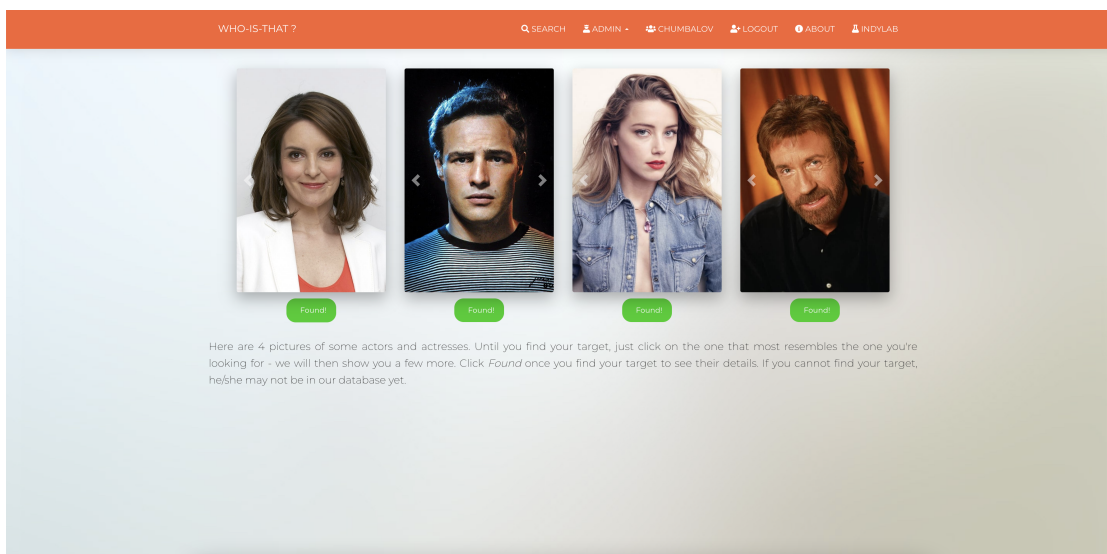 WHO-IS-THAT ?
SEARCH ADMIN CHUMBALOV LOGOUT ABOUT INDYLAB
Found! Found! Found! Found!
Here are 4 pictures of some actors and actresses. Until you find your target, just click on the one that most resembles the one you're
looking for - we will then show you a few more. Click Found once you find your target to see their details. If you cannot find your target,
he/she may not be in our database yet.